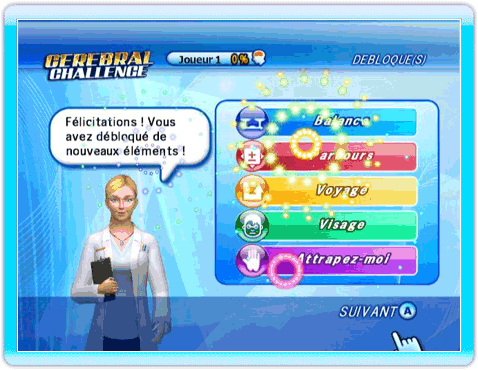 CEREBRAL
CHALLENGE
Joueur 1 0%
DEBLOQUE(S)
Félicitations ! Vous
avez débloqué de
nouveaux éléments !
Balance
Parcours
Voyage
Visage
Attrapez-moi
SUIVANT A